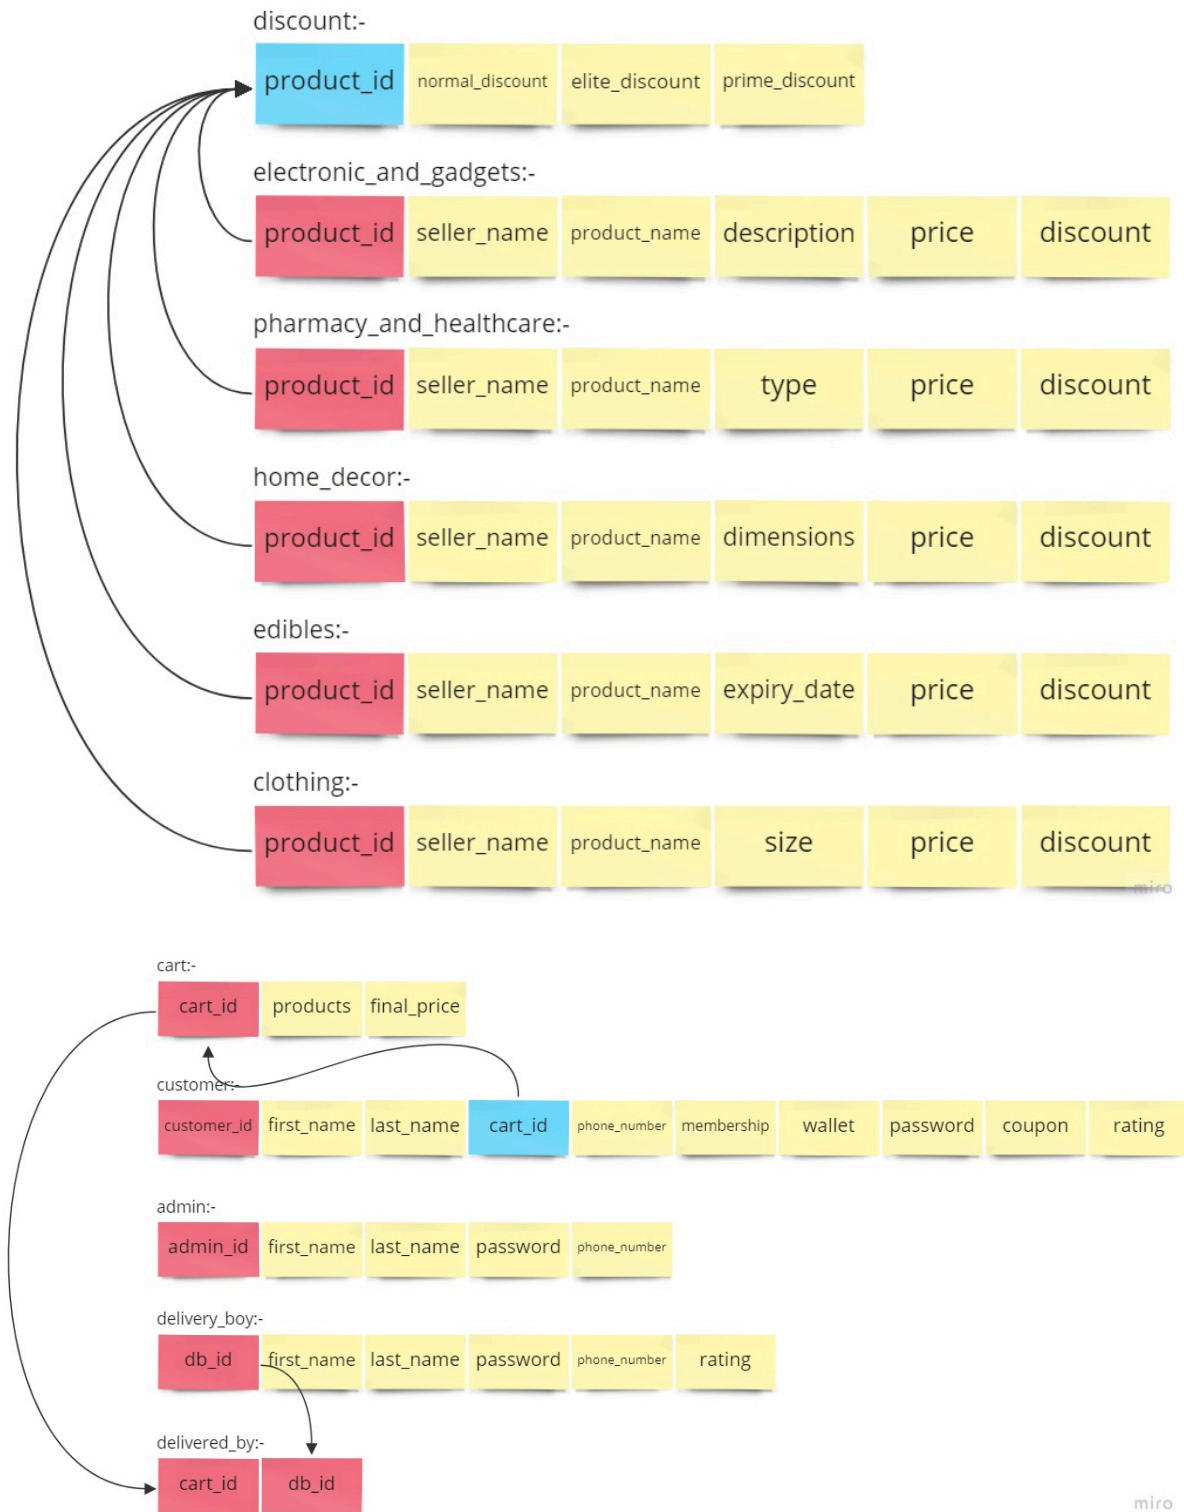 discount:-
product_id normal_discount elite_discount prime_discount
electronic_and_gadgets:-
product_id seller_name product_name description price discount
pharmacy_and_healthcare:-
product_id seller_name product_name type price discount
home_decor:-
product_id seller_name product_name dimensions price discount
edibles:-
product_id seller_name product_name expiry_date price discount
clothing:-
product_id seller_name product_name size price discount
miro
cart:-
cart_id products final_price
customer:-
customer_id first_name last_name cart_id phone_number membership wallet password coupon rating
admin:-
admin_id first_name last_name password phone_number
delivery_boy:-
db_id first_name last_name password phone_number rating
delivered_by:-
cart_id db_id
miro